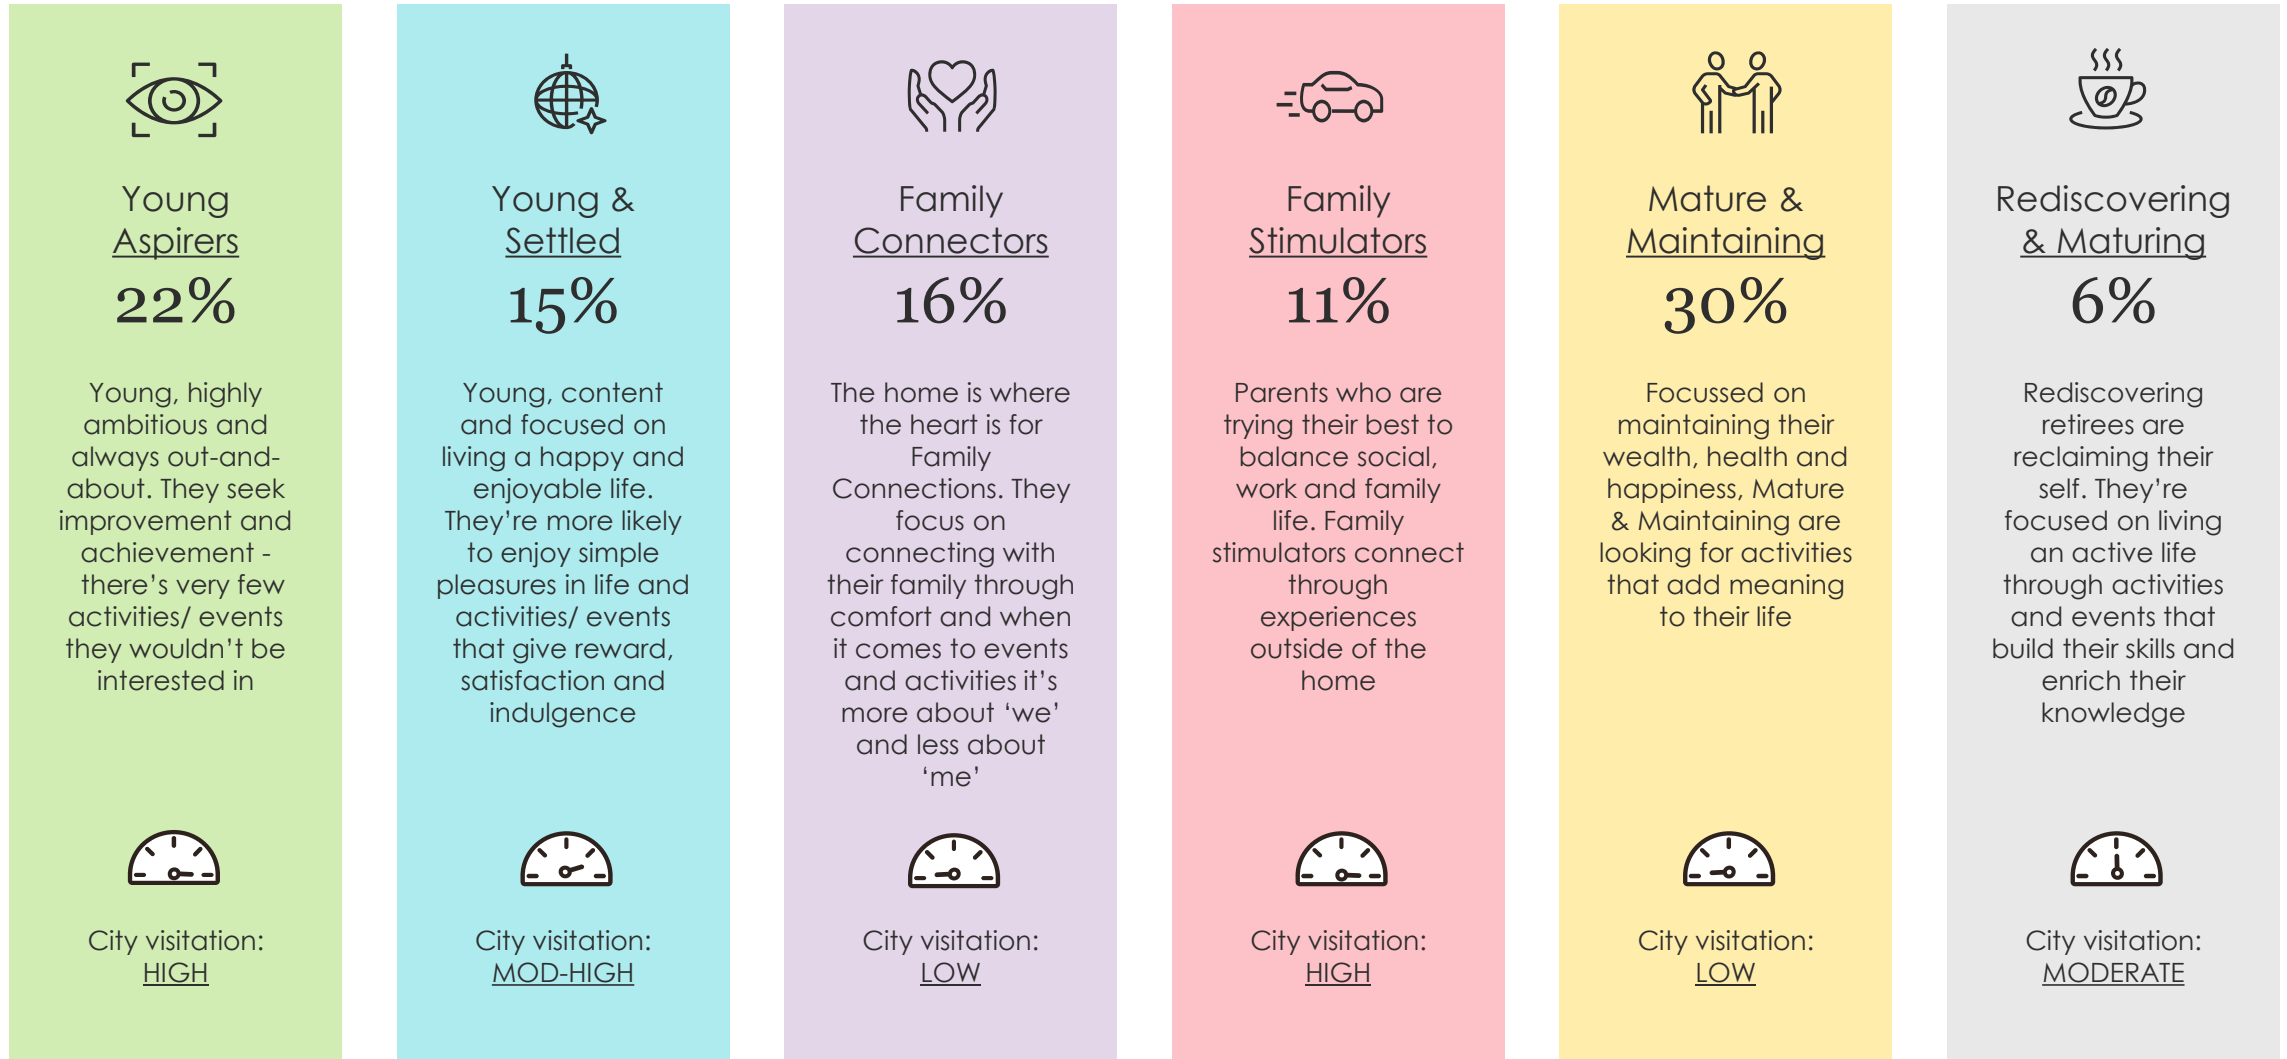 Young
Aspirers
22%
Young, highly
ambitious and
always out-and-
about. They seek
improvement and
achievement -
there's very few
activities/ events
they wouldn't be
interested in
City visitation:
HIGH
Young &
Settled
15%
Young, content
and focused on
living a happy and
enjoyable life.
They're more likely
to enjoy simple
pleasures in life and
activities/ events
that give reward,
satisfaction and
indulgence
City visitation:
MOD-HIGH
Family
Connectors
16%
The home is where
the heart is for
Family
Connections. They
focus on
connecting with
their family through
comfort and when
it comes to events
and activities it's
more about ‘we’
and less about
‘me’
City visitation:
LOW
Family
Stimulators
11%
Parents who are
trying their best to
balance social,
work and family
life. Family
stimulators connect
through
experiences
outside of the
home
City visitation:
HIGH
Mature &
Maintaining
30%
Focussed on
maintaining their
wealth, health and
happiness, Mature
& Maintaining are
looking for activities
that add meaning
to their life
City visitation:
LOW
Rediscovering
& Maturing
6%
Rediscovering
retirees are
reclaiming their
self. They're
focused on living
an active life
through activities
and events that
build their skills and
enrich their
knowledge
City visitation:
MODERATE